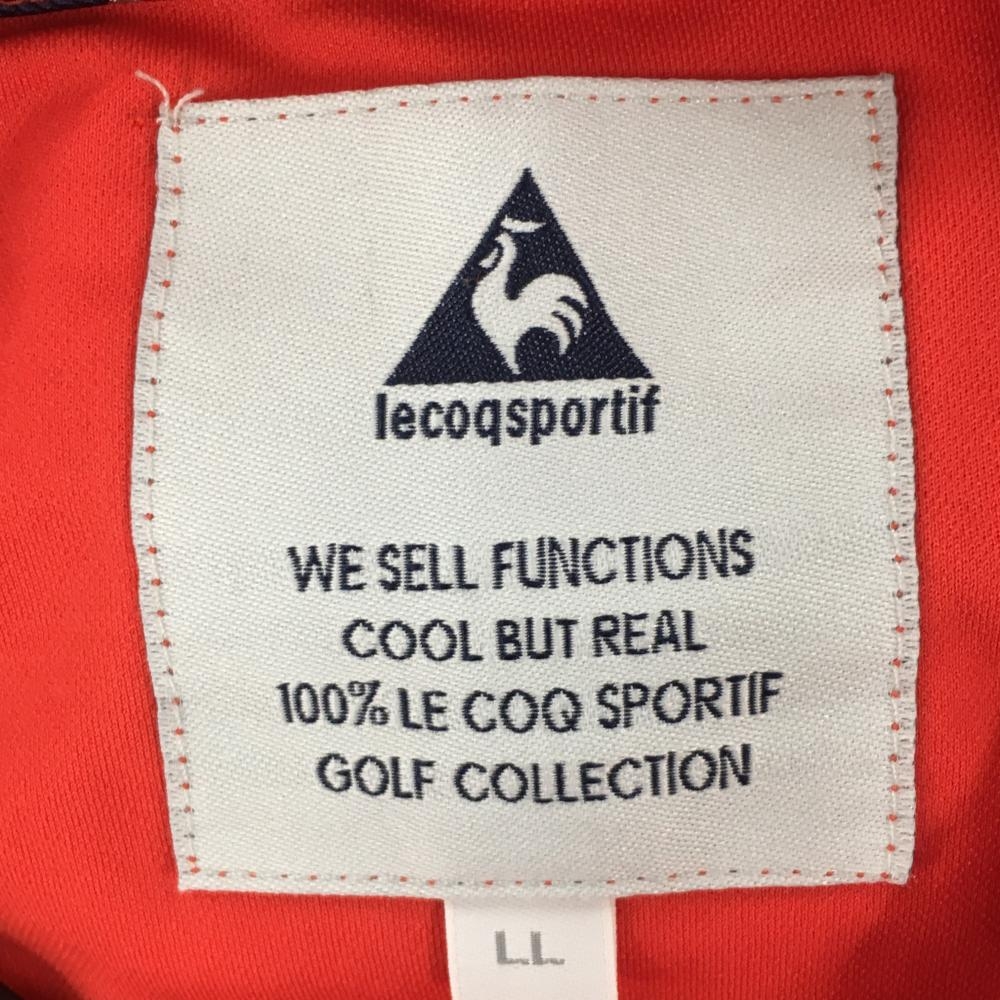 lecoqsportif
WE SELL FUNCTIONS
COOL BUT REAL
100% LE COQ SPORTIF
GOLF COLLECTION
LL